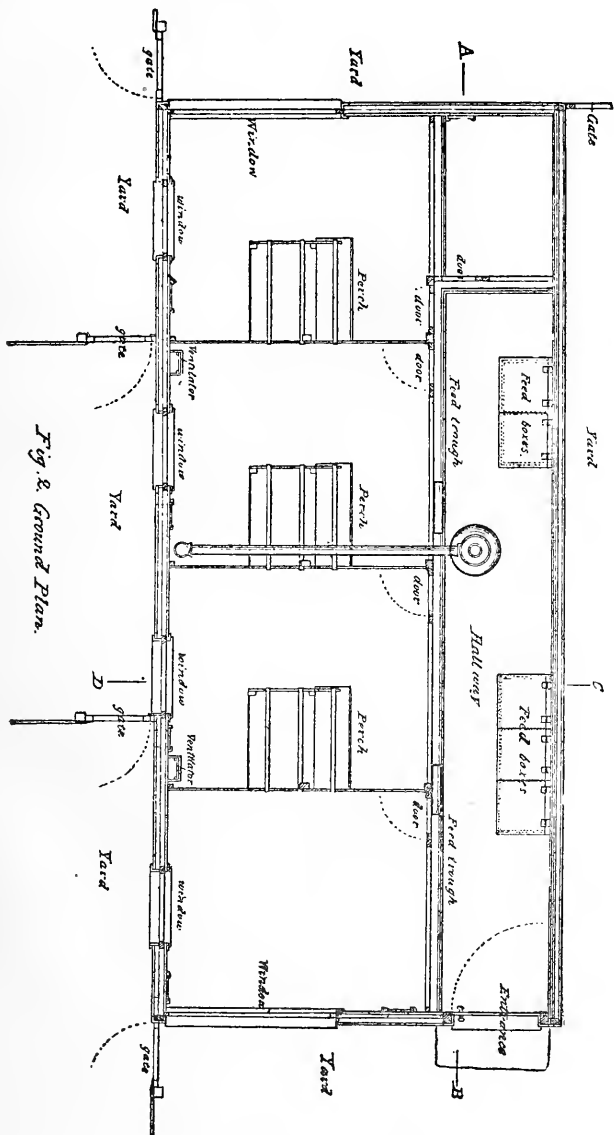 Gate
Yard
C
Feed boxes.
Feed boxes
Entrance
A
door
Hallway
B
Feed trough
Feed trough
door
door
door
door
Perch
Perch
Perch
Yard
Yard
Window
Window
window
Ventilator
window
window
Ventilator
window
gate
gate
gate
gate
Yard
Yard
D
Yard
Fig. 2. Ground Plan.